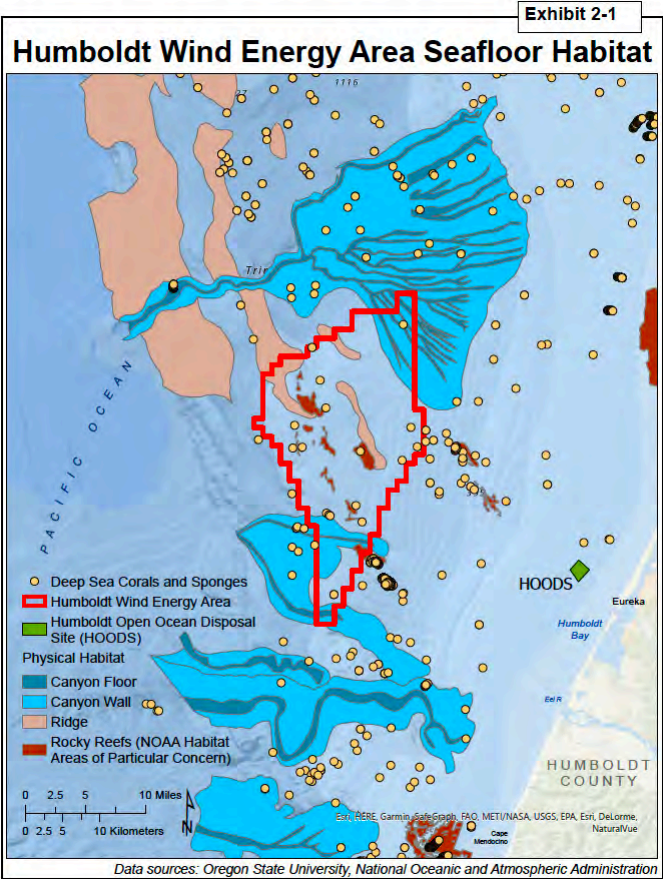 Exhibit 2-1
Humboldt Wind Energy Area Seafloor Habitat
1116
Trin
PACIFIC OCEAN
Deep Sea Corals and Sponges
Humboldt Wind Energy Area
Humboldt Open Ocean Disposal
Site (HOODS)
Physical Habitat
Canyon Floor
Canyon Wall
Ridge
Rocky Reefs (NOAA Habitat
Areas of Particular Concern)
0 2.5 5 10 Miles
0 2.5 5 10 Kilometers
N
HOODS
Eureka
Humboldt
Bay
Eel R
HUMBOLDT
COUNTY
Esri, HERE, Garmin, SafeGraph, FAO, METI/NASA, USGS, EPA, Esri, DeLorme,
NaturalVue
Cape
Mendocino
Data sources: Oregon State University, National Oceanic and Atmospheric Administration